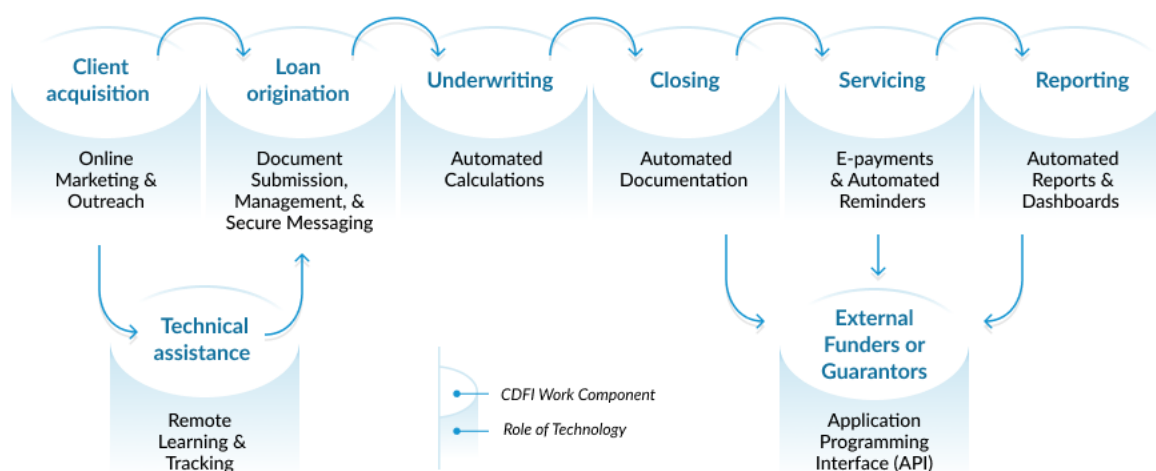 Client
acquisition
Loan
origination
Underwriting
Closing
Servicing
Reporting
Online
Marketing &
Outreach
Document
Submission,
Management, &
Secure Messaging
Automated
Calculations
Automated
Documentation
E-payments
& Automated
Reminders
Automated
Reports &
Dashboards
Technical
assistance
Remote
Learning &
Tracking
CDFI Work Component
Role of Technology
External
Funders or
Guarantors
Application
Programming
Interface (API)